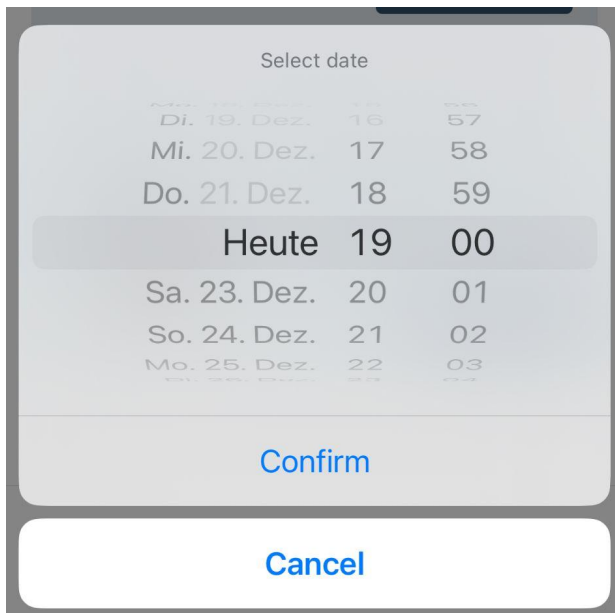 Select date
Di. 19. Dez. 16 57
Mi. 20. Dez. 17 58
Do. 21. Dez. 18 59
Heute 19 00
Sa. 23. Dez. 20 01
So. 24. Dez. 21 02
Mo. 25. Dez. 22 03
Confirm
Cancel